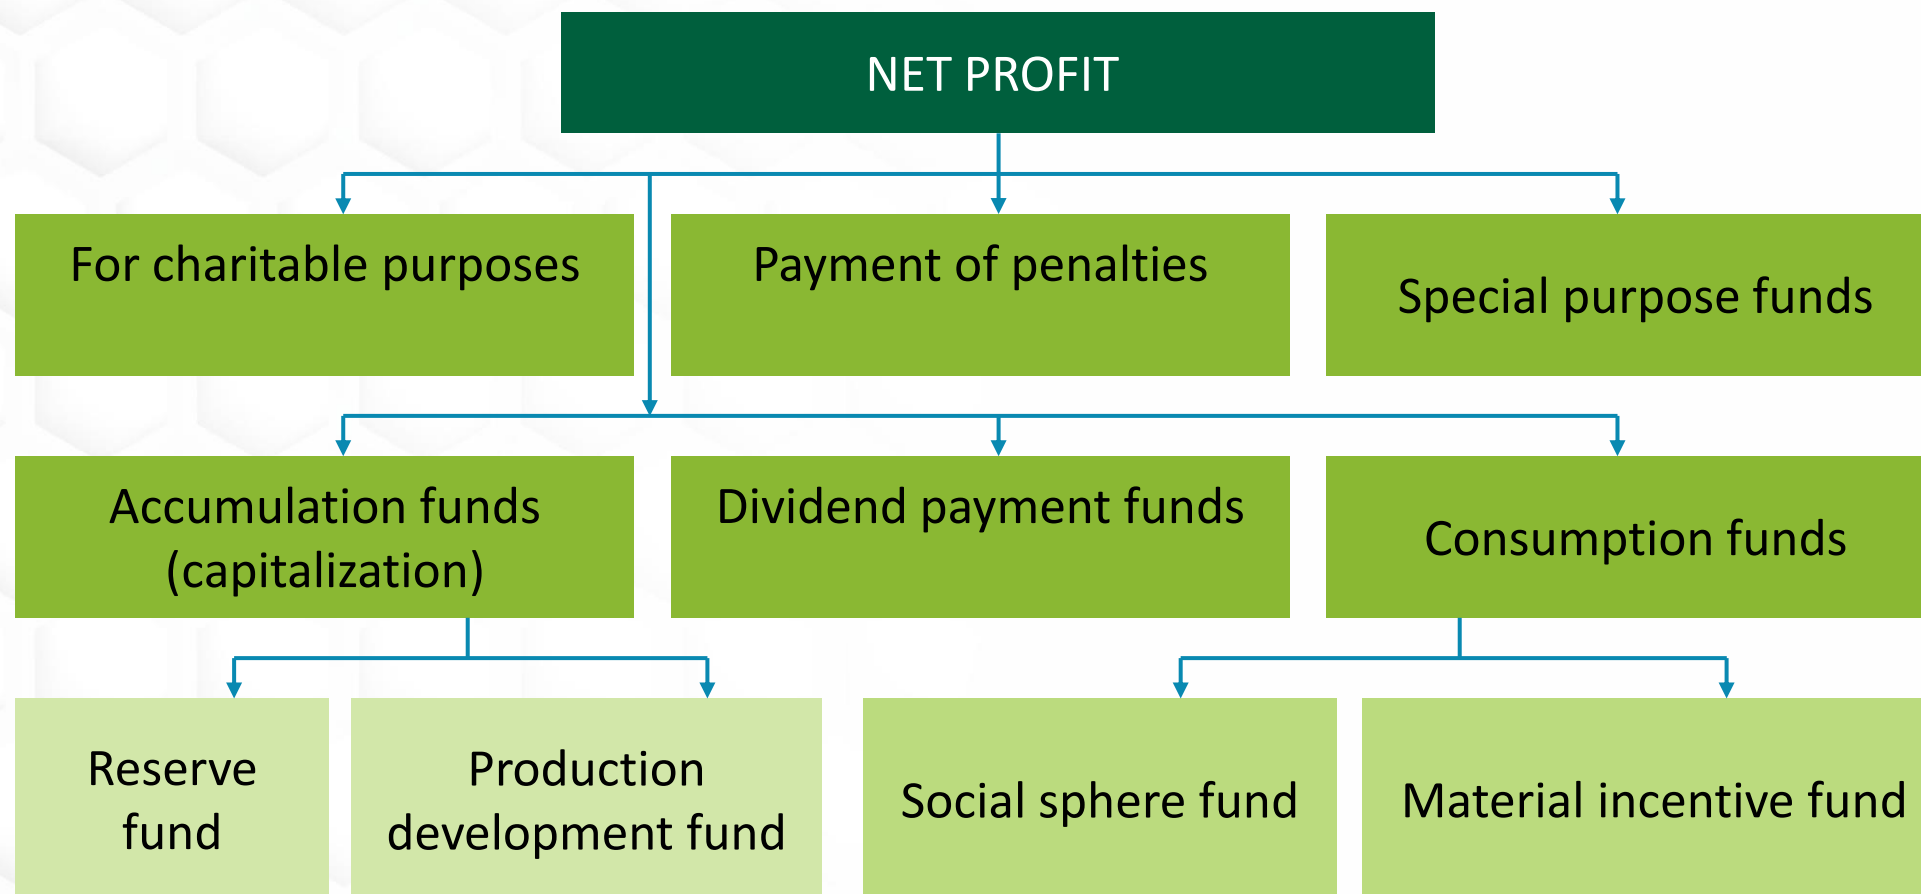 NET PROFIT
For charitable purposes
Payment of penalties
Special purpose funds
Accumulation funds
(capitalization)
Dividend payment funds
Consumption funds
Reserve
fund
Production
development fund
Social sphere fund
Material incentive fund